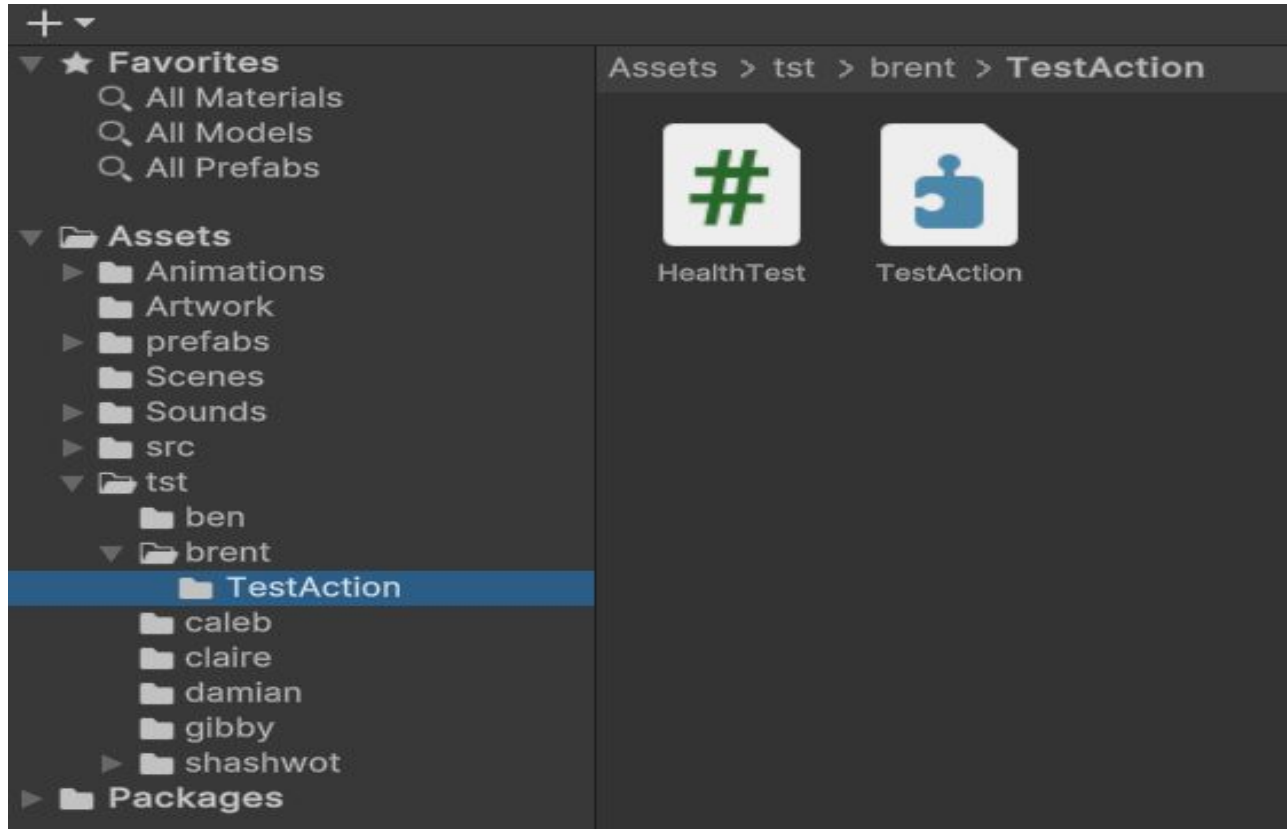 Favorites
All Materials
All Models
All Prefabs
Assets
Animations
Artwork
prefabs
Scenes
Sounds
src
tst
ben
brent
TestAction
caleb
claire
damian
gibby
shashwot
Packages
Assets > tst > brent > TestAction
HealthTest TestAction